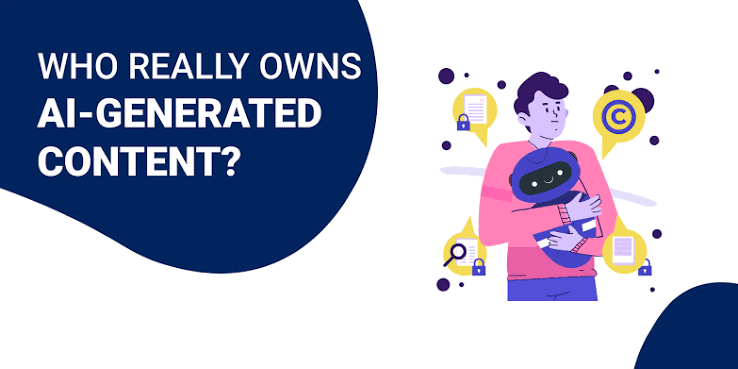 WHO REALLY OWNS
AI-GENERATED
CONTENT?
©